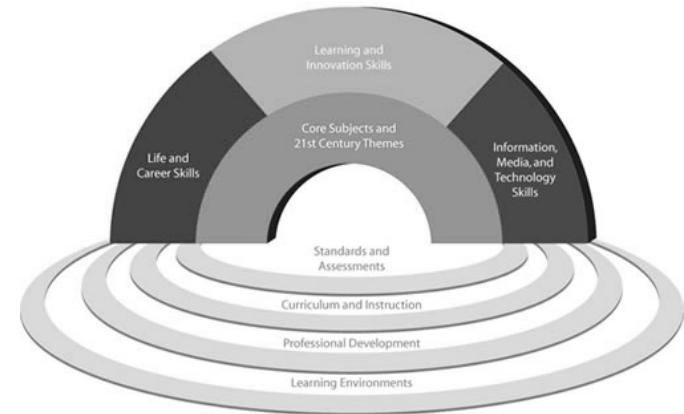 Learning and
Innovation Skills
Core Subjects and
21st Century Themes
Life and
Career Skills
Information,
Media, and
Technology
Skills
Standards and
Assessments
Curriculum and Instruction
Professional Development
Learning Environments